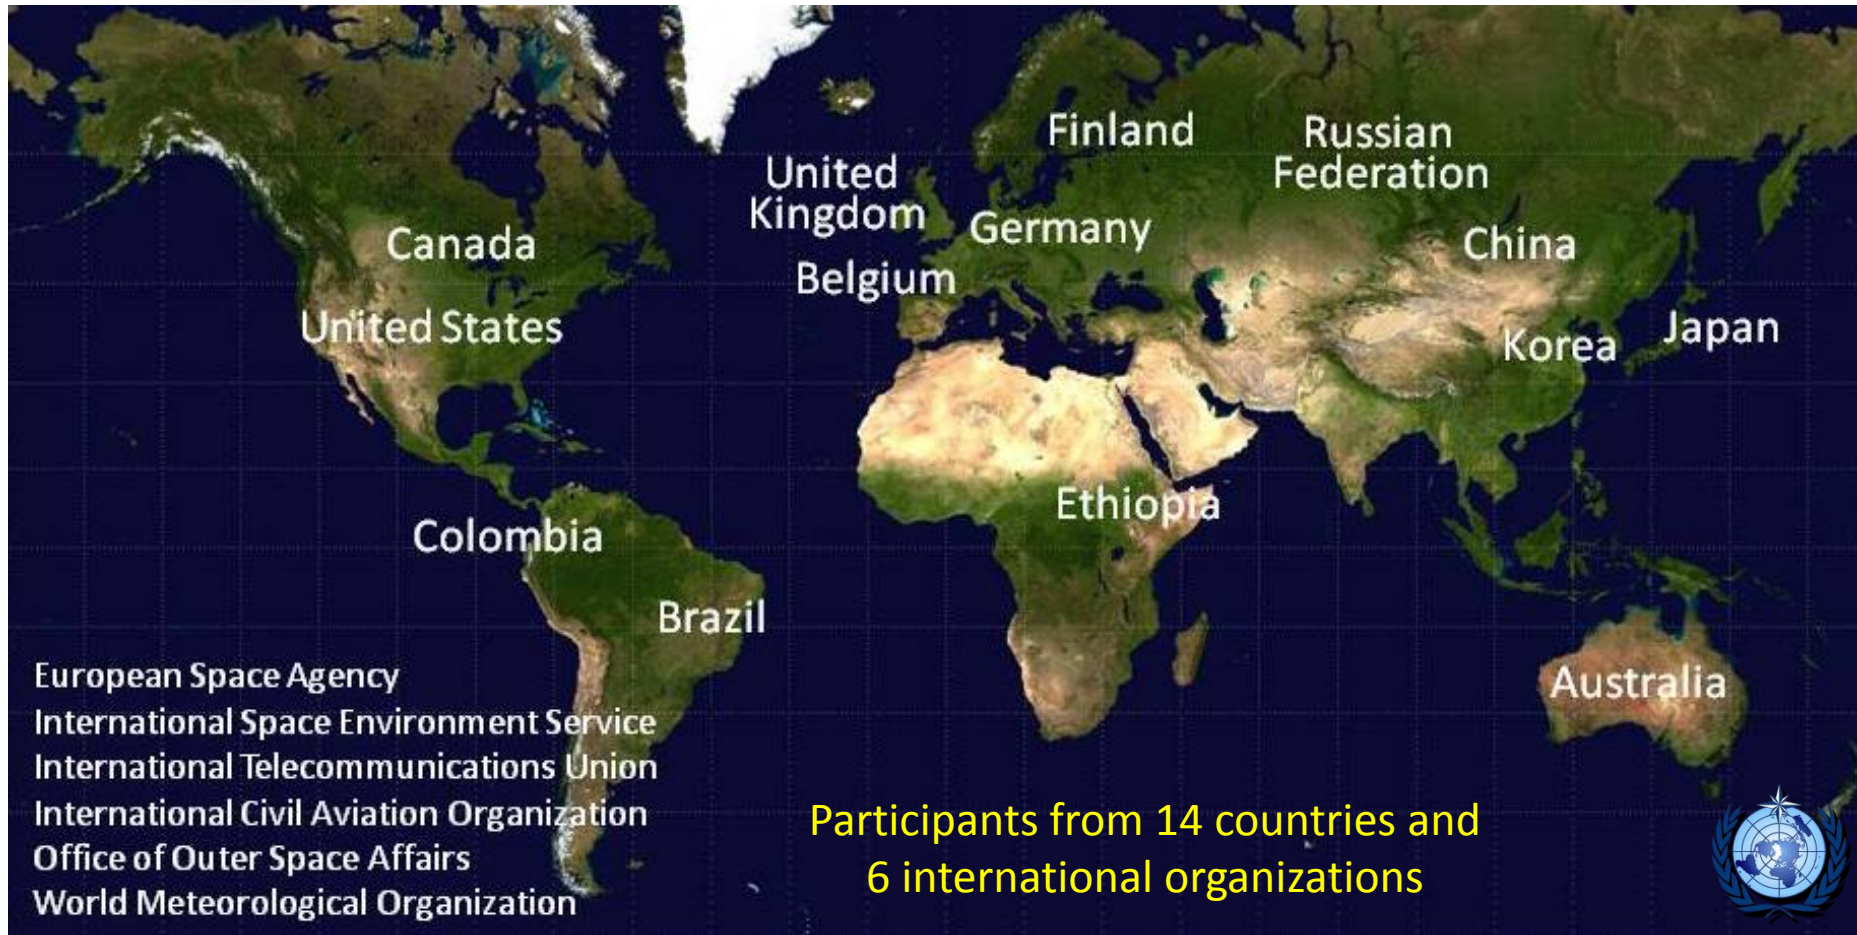 Finland
Russian
Federation
United
Kingdom
Germany
Canada
China
Belgium
United States
Japan
Korea
Ethiopia
Colombia
Brazil
Australia
European Space Agency
International Space Environment Service
International Telecommunications Union
International Civil Aviation Organization
Office of Outer Space Affairs
World Meteorological Organization
Participants from 14 countries and
6 international organizations